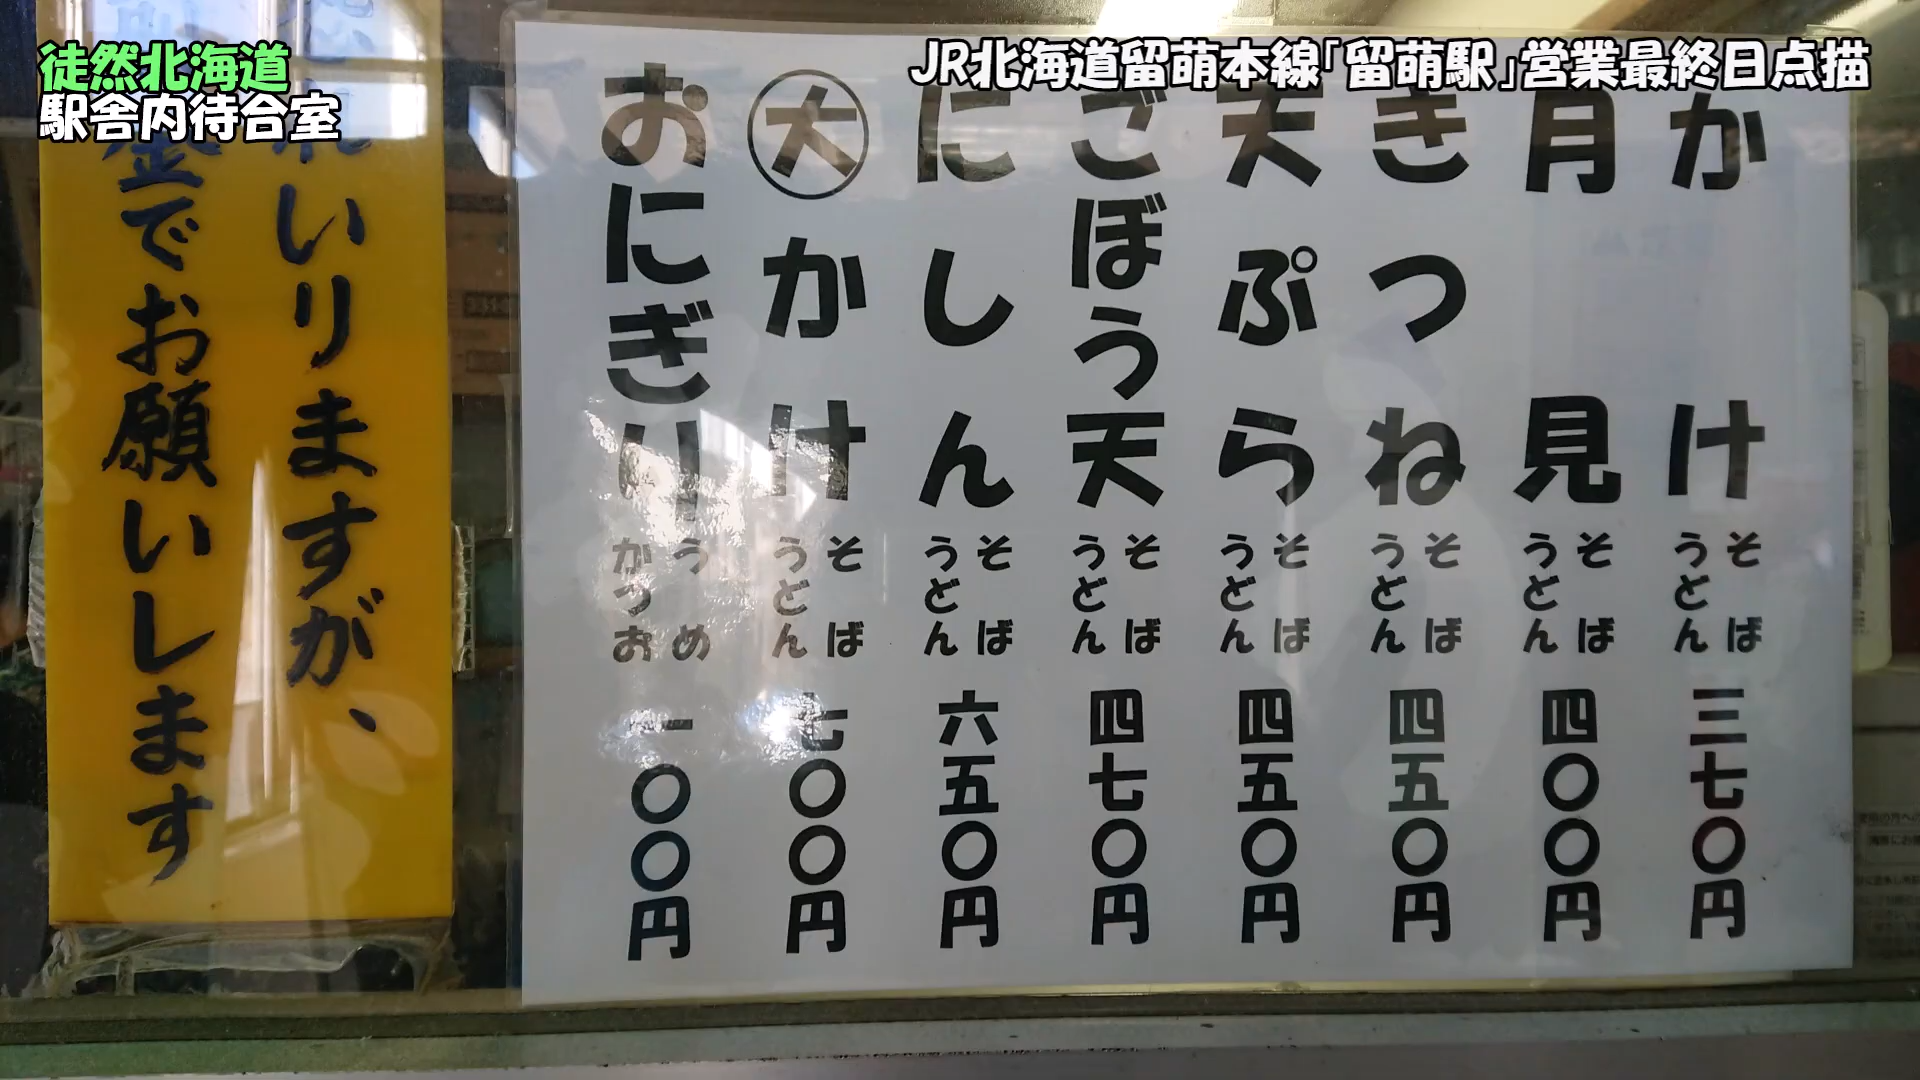 徒然北海道
駅舎内待合室
JR北海道留萌本線「留萌駅」営業最終日点描
かけ そば うどん 三七〇円
月見 そば うどん 四〇〇円
きつね そば うどん 四五〇円
天ぷら そば うどん 四五〇円
ごぼう天 そば うどん 四七〇円
にしん そば うどん 六五〇円
大かけ そば うどん 七〇〇円
おにぎり うめ かつお 一〇〇円
れいりますが、
金でお願いします